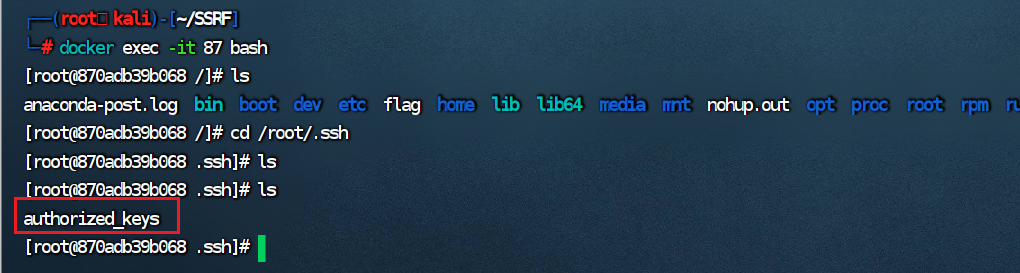 ┌──(root㉿kali)-[~/SSRF]
└─# docker exec -it 87 bash
[root@870adb39b068 /]# ls
anaconda-post.log bin boot dev etc flag home lib lib64 media mnt nohup.out opt proc root rpm ru
[root@870adb39b068 /]# cd /root/.ssh
[root@870adb39b068 .ssh]# ls
[root@870adb39b068 .ssh]# ls
authorized_keys
[root@870adb39b068 .ssh]#